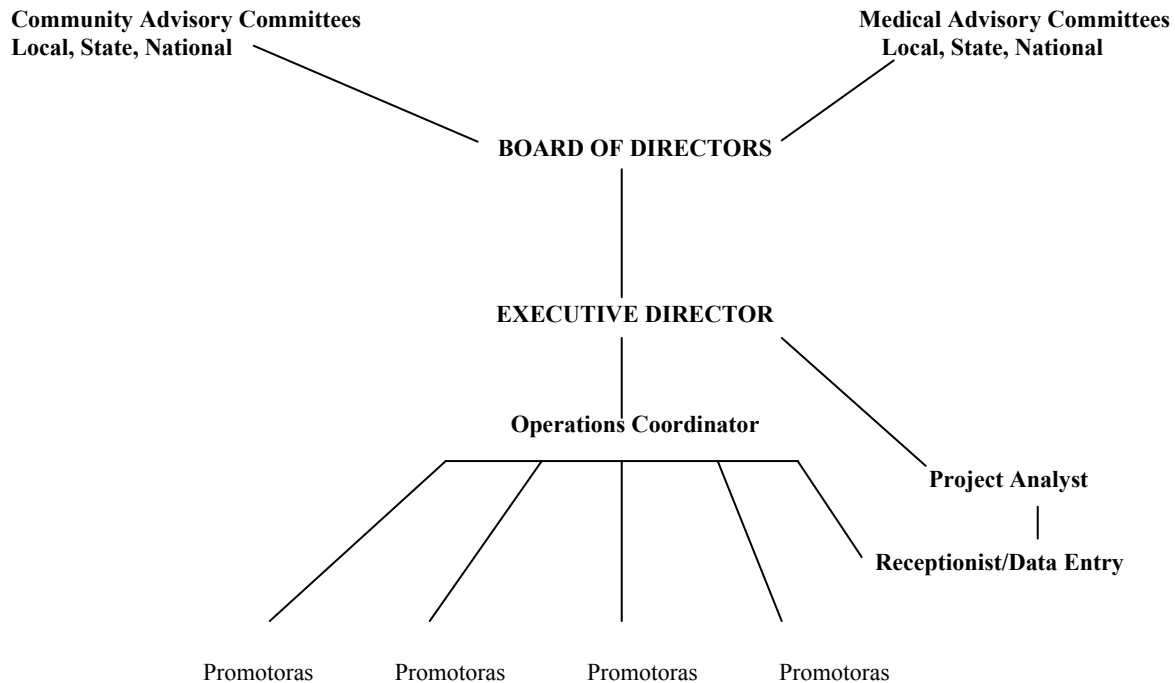 Community Advisory Committees
Local, State, National
Medical Advisory Committees
Local, State, National
BOARD OF DIRECTORS
EXECUTIVE DIRECTOR
Operations Coordinator
Project Analyst
Receptionist/Data Entry
Promotoras
Promotoras
Promotoras
Promotoras